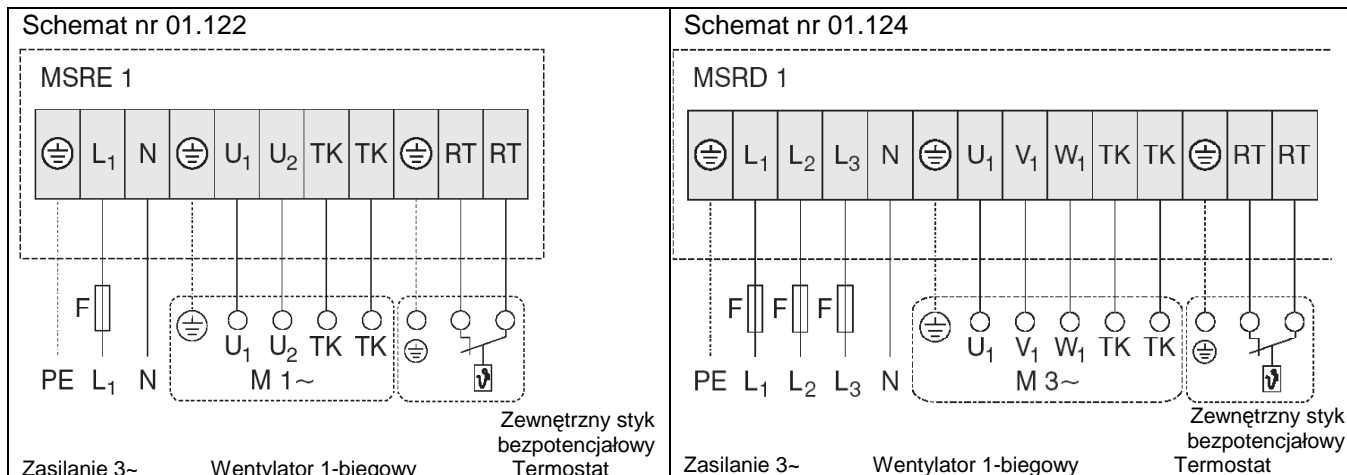 Schemat nr 01.122
MSRE 1
L1 N U1 U2 TK TK RT RT
F
U1 U2 TK TK
PE L1 N M 1~
Zewnętrzny styk
bezpotencjałowy
Zasilanie 3~ Wentylator 1-biegowy Termostat
Schemat nr 01.124
MSRD 1
L1 L2 L3 N U1 V1 W1 TK TK RT RT
F F F
U1 V1 W1 TK TK
PE L1 L2 L3 N M 3~
Zewnętrzny styk
bezpotencjałowy
Zasilanie 3~ Wentylator 1-biegowy Termostat